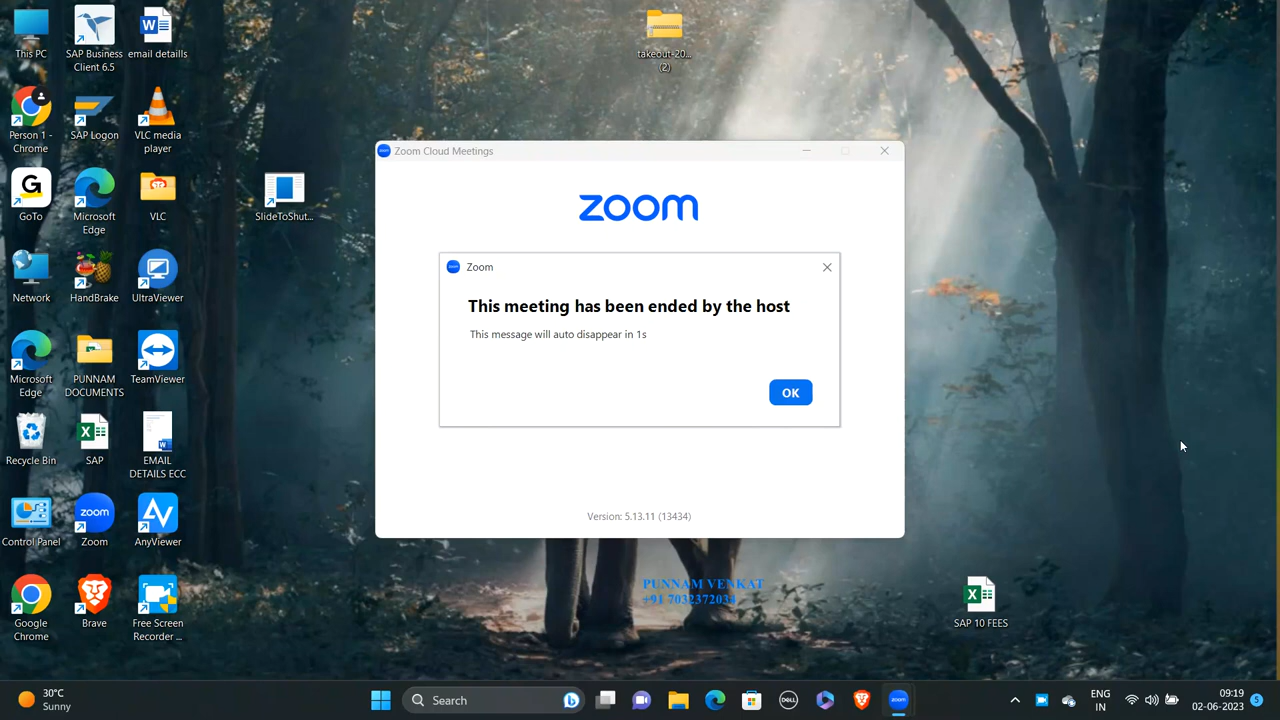 This PC
SAP Business
Client 6.5
email detaills
takeout-20...
(2)
Person 1 -
Chrome
SAP Logon
VLC media
player
GoTo
Microsoft
Edge
VLC
SlideToShut...
Network
HandBrake
UltraViewer
Microsoft
Edge
PUNNAM
DOCUMENTS
TeamViewer
Recycle Bin
SAP
EMAIL
DETAILS ECC
Control Panel
Zoom
AnyViewer
Google
Chrome
Brave
Free Screen
Recorder ...
zoom
Zoom Cloud Meetings
zoom
Zoom
This meeting has been ended by the host
This message will auto disappear in 1s
OK
Version: 5.13.11 (13434)
PUNNAM VENKAT
+91 7032372034
SAP 10 FEES
30°C
Sunny
Search
DELL
zoom
ENG
IN
09:19
02-06-2023
5